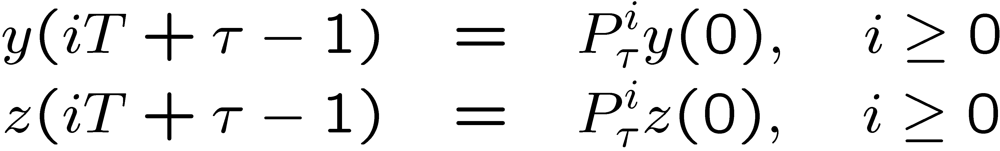 y(iT + τ − 1) = P_τ^i y(0), i ≥ 0
z(iT + τ − 1) = P_τ^i z(0), i ≥ 0